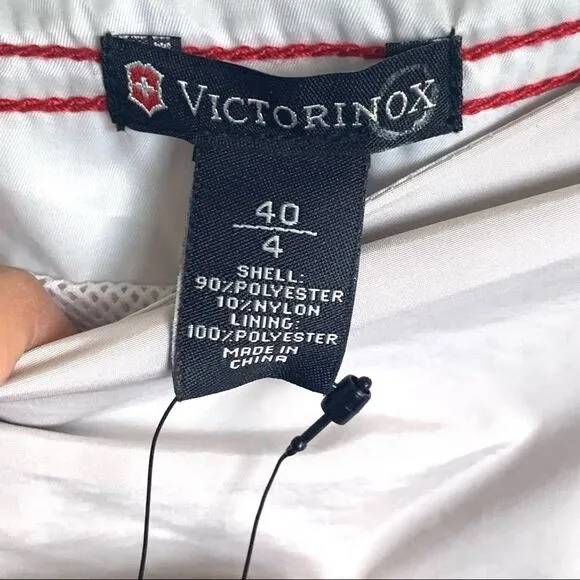 VICTORINOX
40
4
SHELL:
90%POLYESTER
10%NYLON
LINING:
100%POLYESTER
MADE IN
CHINA